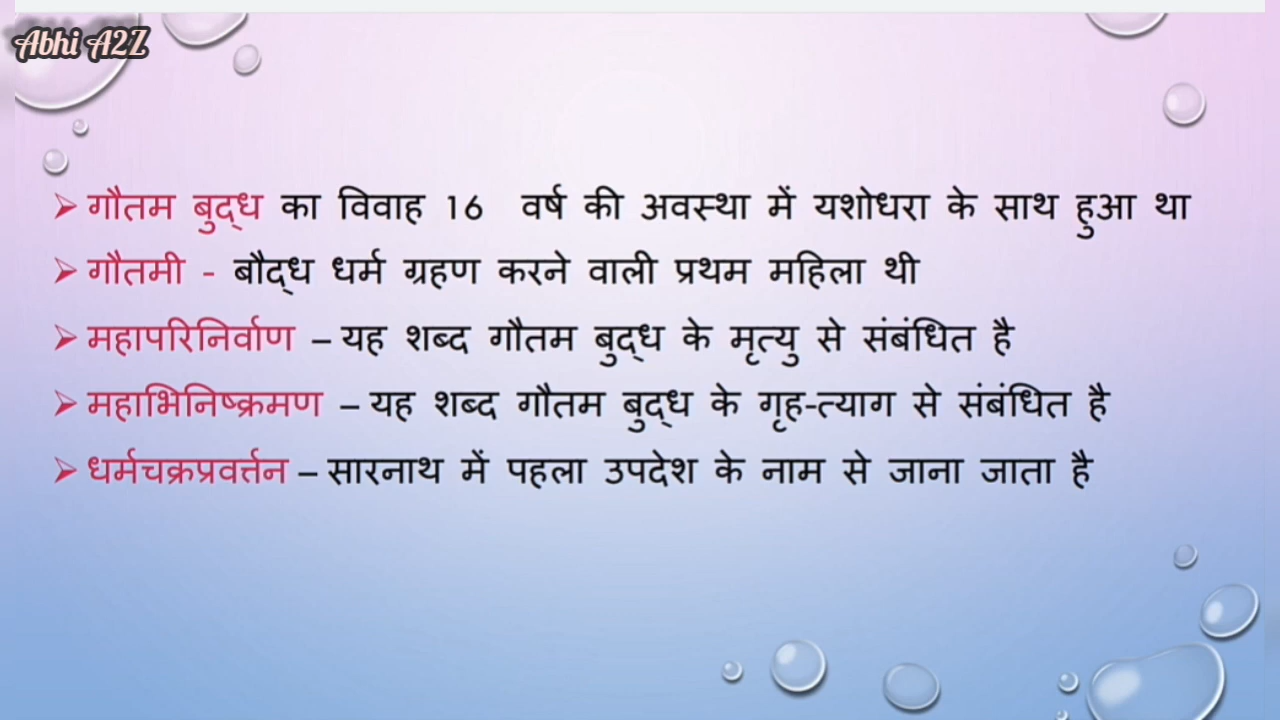 Abhi A2Z
➢ गौतम बुद्ध का विवाह 16 वर्ष की अवस्था में यशोधरा के साथ हुआ था
➢ गौतमी - बौद्ध धर्म ग्रहण करने वाली प्रथम महिला थी
➢ महापरिनिर्वाण – यह शब्द गौतम बुद्ध के मृत्यु से संबंधित है
➢ महाभिनिष्क्रमण – यह शब्द गौतम बुद्ध के गृह-त्याग से संबंधित है
➢ धर्मचक्रप्रवर्त्तन – सारनाथ में पहला उपदेश के नाम से जाना जाता है